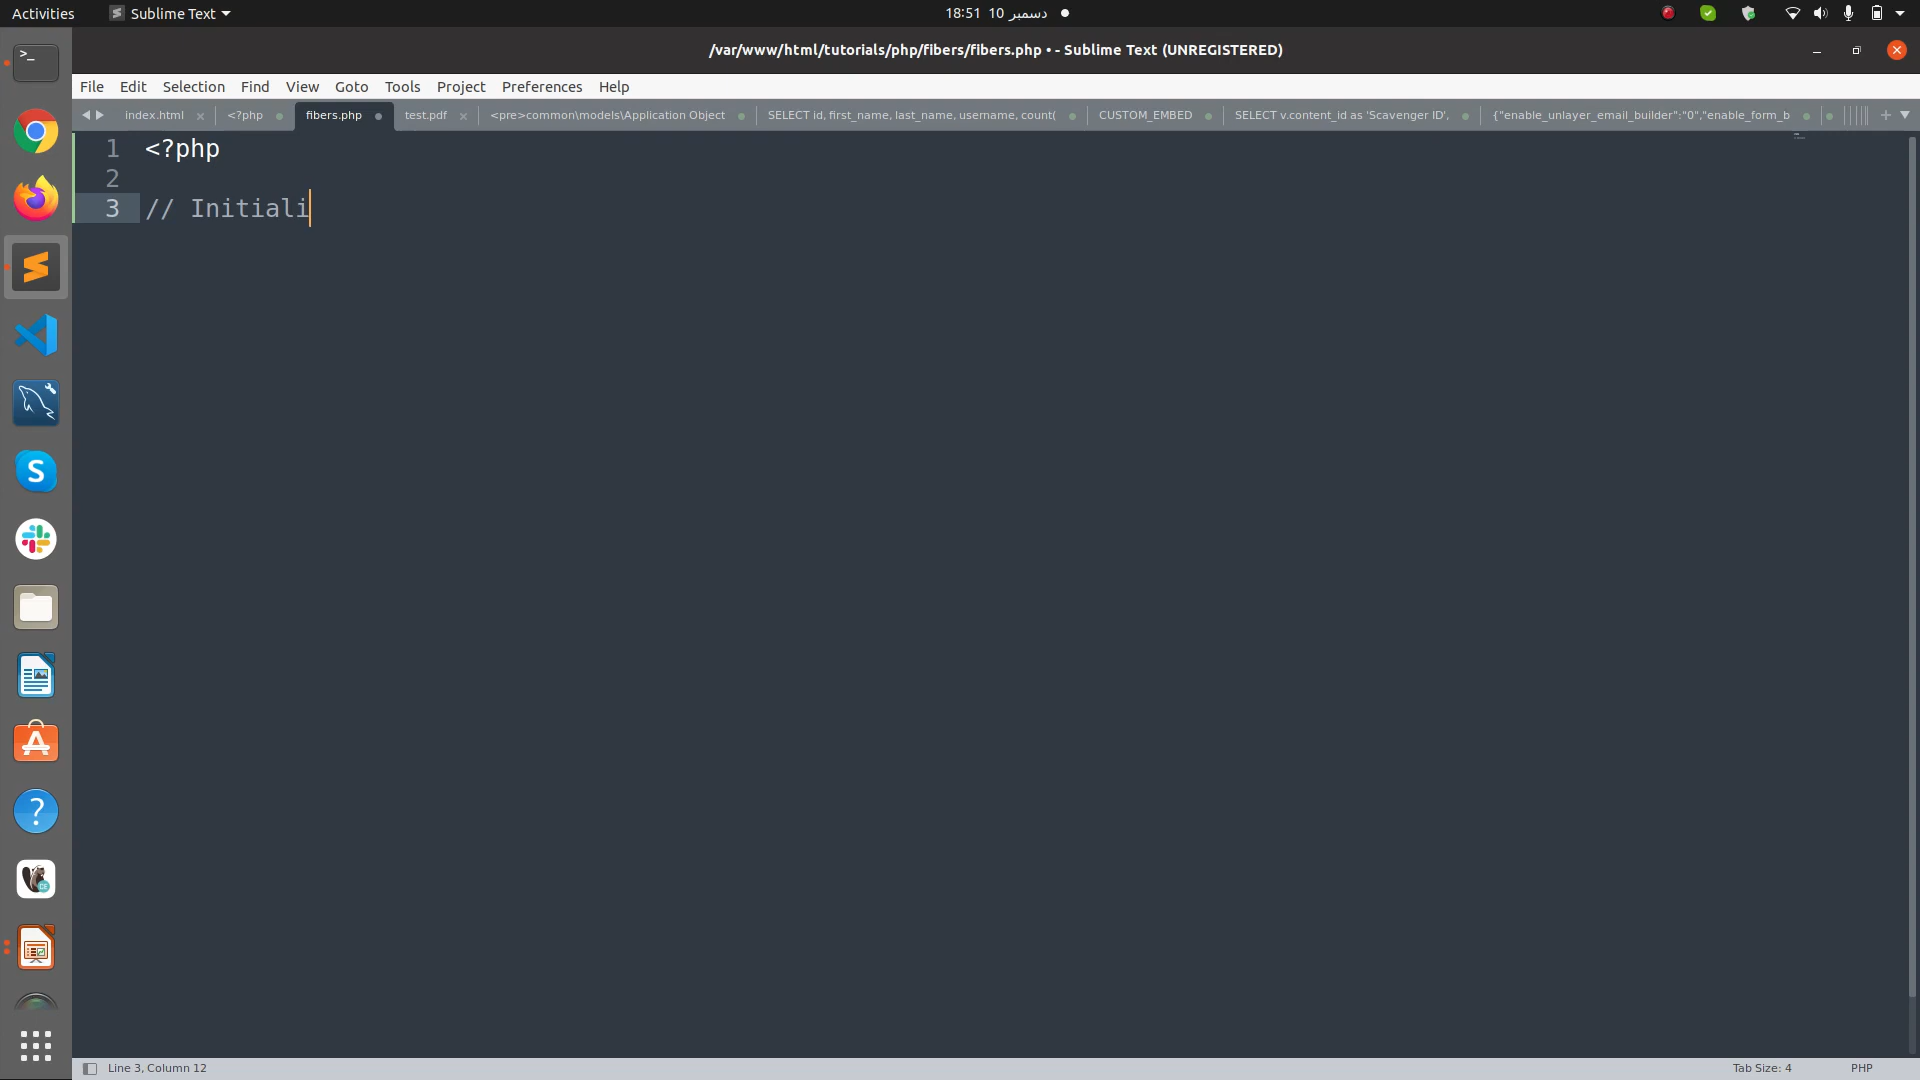 Activities
Sublime Text
18:51 10 دسمبر
/var/www/html/tutorials/php/fibers/fibers.php • - Sublime Text (UNREGISTERED)
File Edit Selection Find View Goto Tools Project Preferences Help
index.html <?php fibers.php test.pdf <pre>common\models\Application Object SELECT id, first_name, last_name, username, count( CUSTOM_EMBED SELECT v.content_id as 'Scavenger ID', {"enable_unlayer_email_builder":"0","enable_form_b
1 <?php
2
3 // Initiali
Line 3, Column 12
Tab Size: 4
PHP